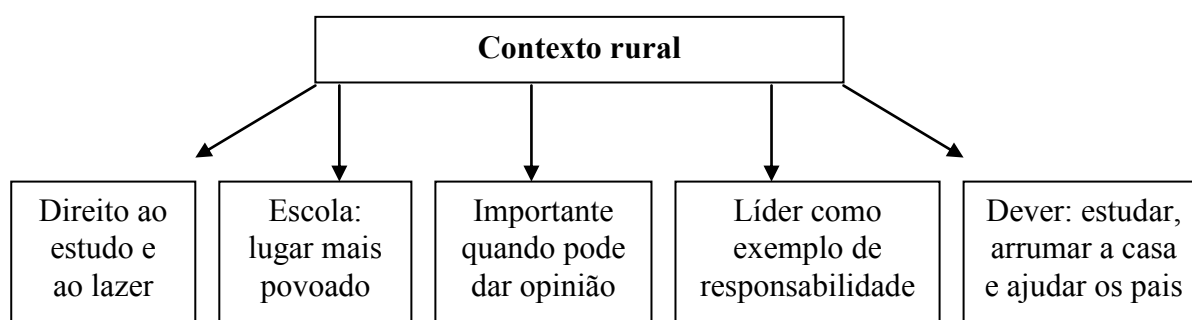 Contexto rural
Direito ao
estudo e
ao lazer
Escola:
lugar mais
povoado
Importante
quando pode
dar opinião
Líder como
exemplo de
responsabilidade
Dever: estudar,
arrumar a casa
e ajudar os pais